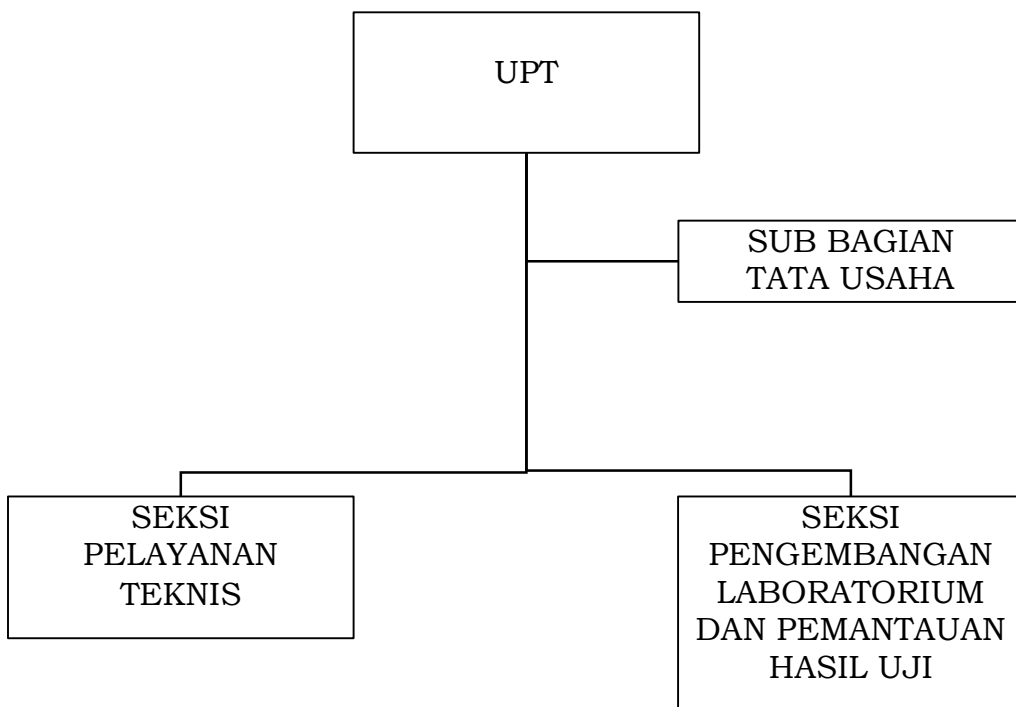 UPT
SUB BAGIAN
TATA USAHA
SEKSI
PELAYANAN
TEKNIS
SEKSI
PENGEMBANGAN
LABORATORIUM
DAN PEMANTAUAN
HASIL UJI